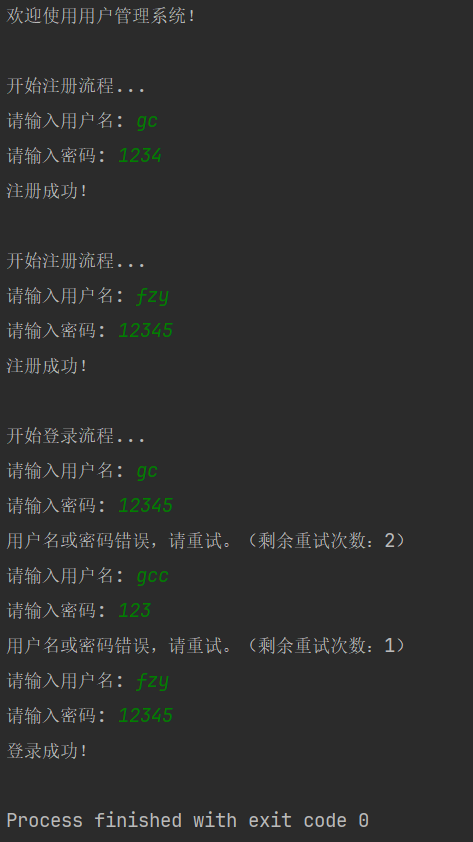 欢迎使用用户管理系统!
开始注册流程...
请输入用户名: gc
请输入密码: 1234
注册成功!
开始注册流程...
请输入用户名: fzy
请输入密码: 12345
注册成功!
开始登录流程...
请输入用户名: gc
请输入密码: 12345
用户名或密码错误，请重试。（剩余重试次数：2）
请输入用户名: gcc
请输入密码: 123
用户名或密码错误，请重试。（剩余重试次数：1）
请输入用户名: fzy
请输入密码: 12345
登录成功!
Process finished with exit code 0